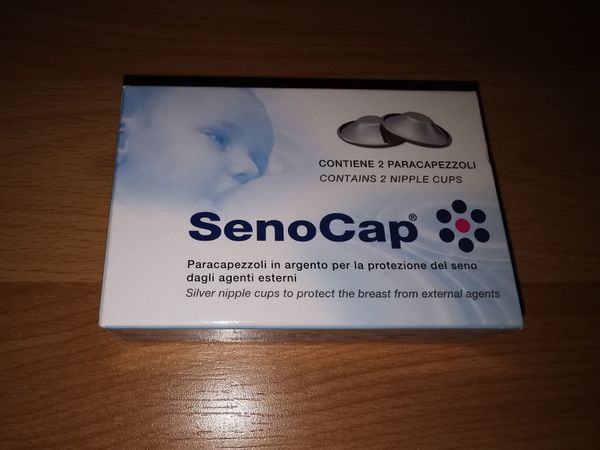 CONTIENE 2 PARACAPEZZOLI
CONTAINS 2 NIPPLE CUPS
SenoCap®
Paracapezzoli in argento per la protezione del seno
dagli agenti esterni
Silver nipple cups to protect the breast from external agents